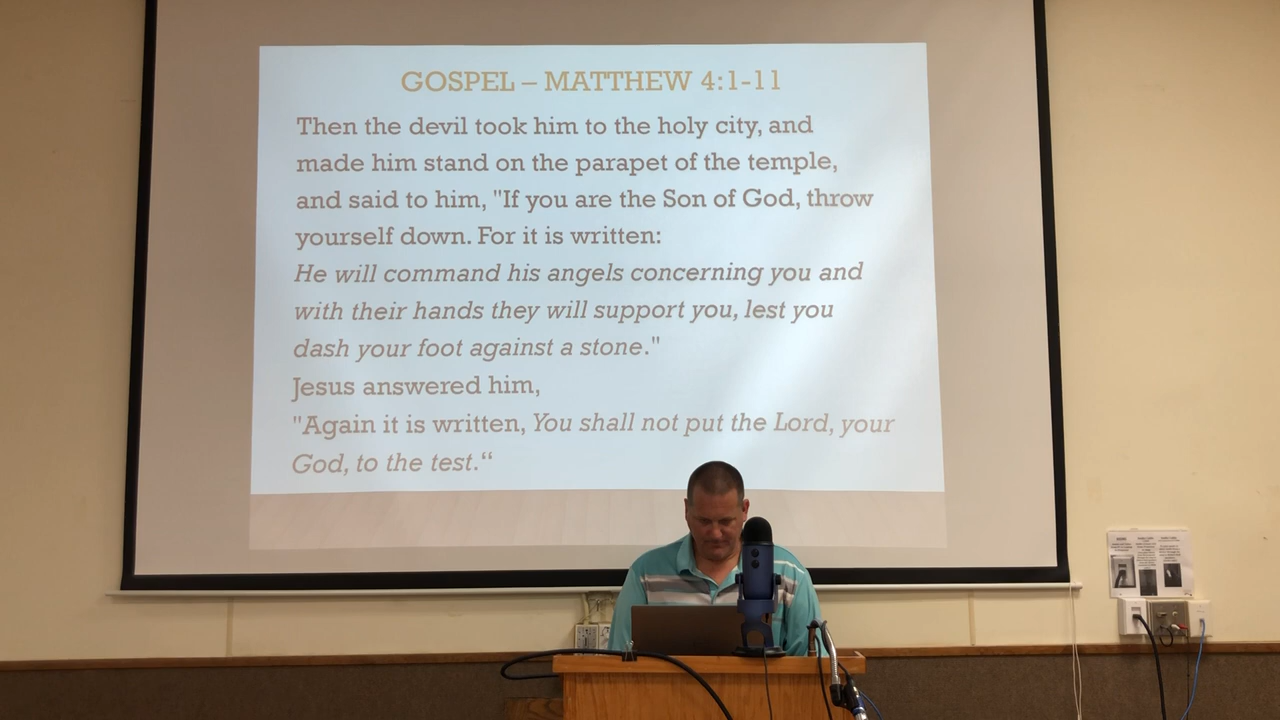 GOSPEL – MATTHEW 4:1-11
Then the devil took him to the holy city, and
made him stand on the parapet of the temple,
and said to him, "If you are the Son of God, throw
yourself down. For it is written:
He will command his angels concerning you and
with their hands they will support you, lest you
dash your foot against a stone."
Jesus answered him,
"Again it is written, You shall not put the Lord, your
God, to the test.“